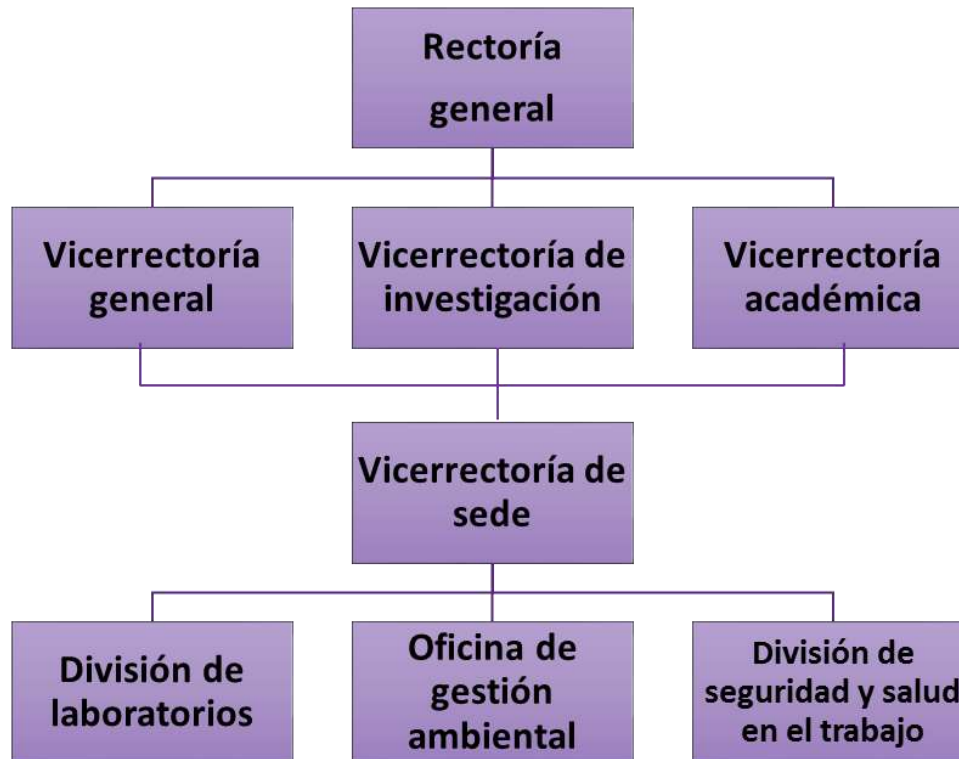 Rectoría
general
Vicerrectoría
general
Vicerrectoría de
investigación
Vicerrectoría
académica
Vicerrectoría de
sede
División de
laboratorios
Oficina de
gestión
ambiental
División de
seguridad y salud
en el trabajo